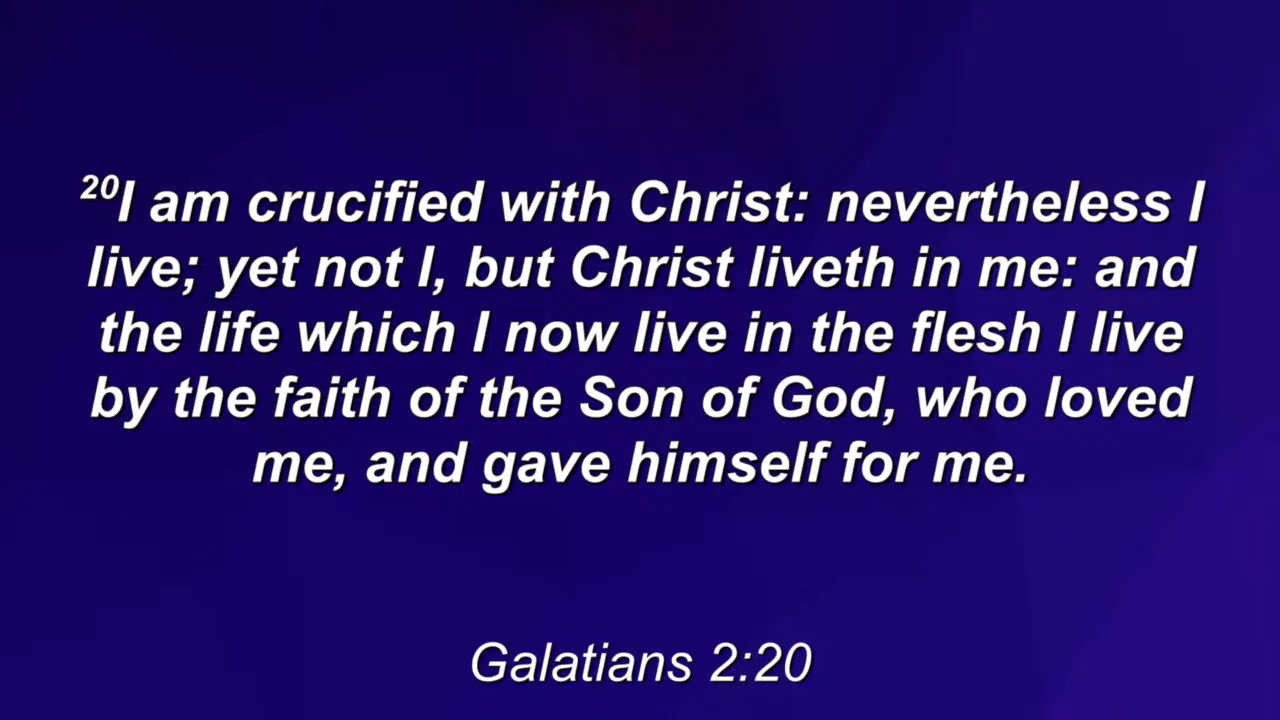 20I am crucified with Christ: nevertheless I
live; yet not I, but Christ liveth in me: and
the life which I now live in the flesh I live
by the faith of the Son of God, who loved
me, and gave himself for me.
Galatians 2:20